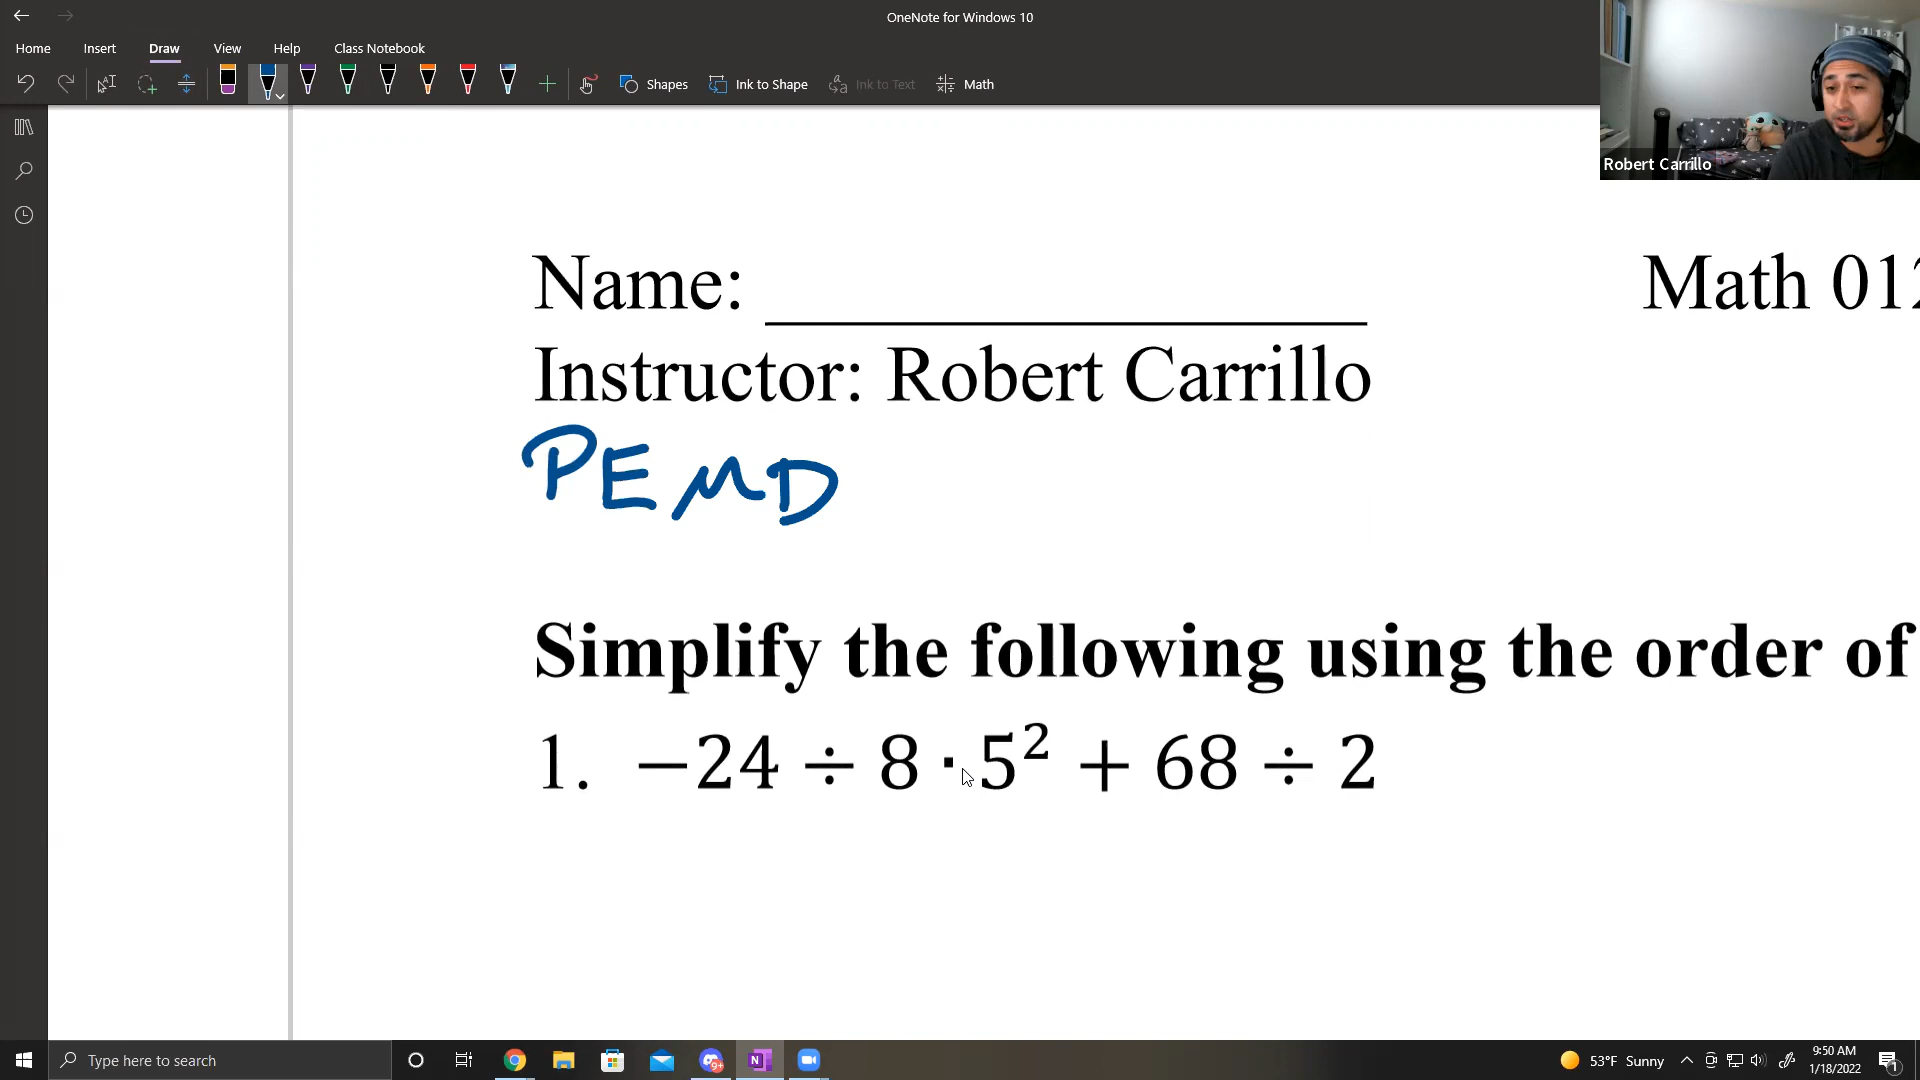 OneNote for Windows 10
Home Insert Draw View Help Class Notebook
Shapes Ink to Shape Ink to Text Math
Robert Carrillo
Name: ____________________ Math 012
Instructor: Robert Carrillo
PEMD
Simplify the following using the order of
1. −24 ÷ 8 · 5² + 68 ÷ 2
Type here to search
53°F Sunny
9:50 AM
1/18/2022